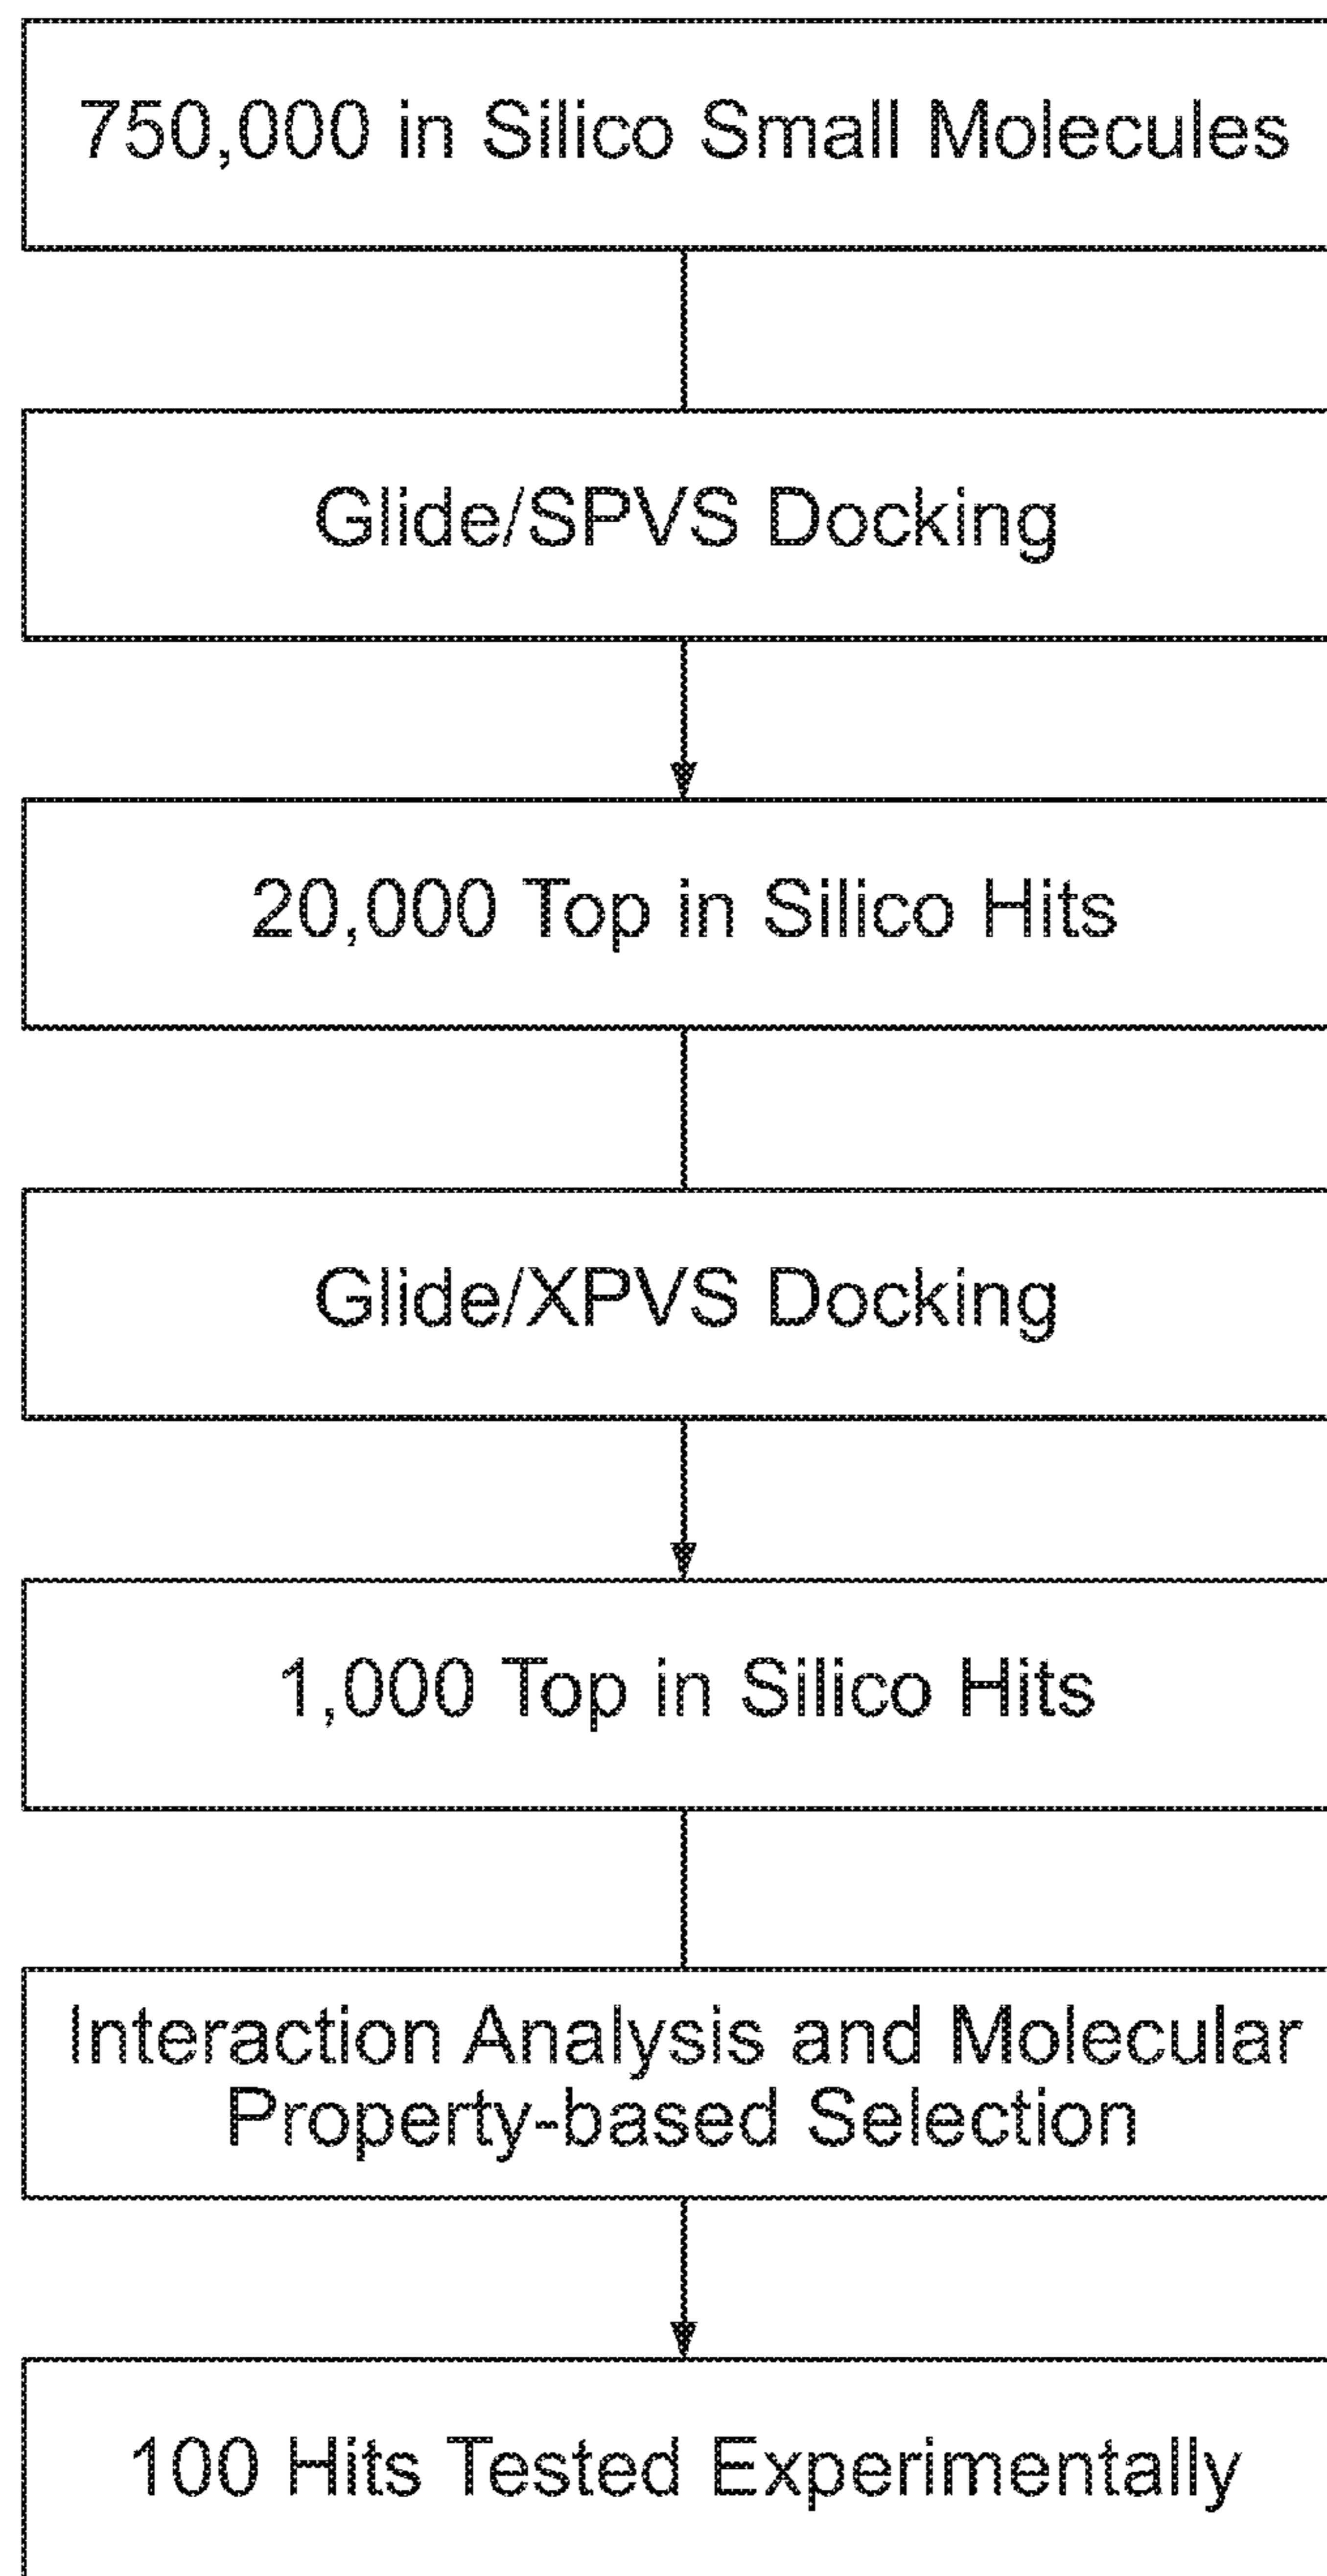 750,000 in Silico Small Molecules
Glide/SPVS Docking
20,000 Top in Silico Hits
Glide/XPVS Docking
1,000 Top in Silico Hits
Interaction Analysis and Molecular
Property-based Selection
100 Hits Tested Experimentally